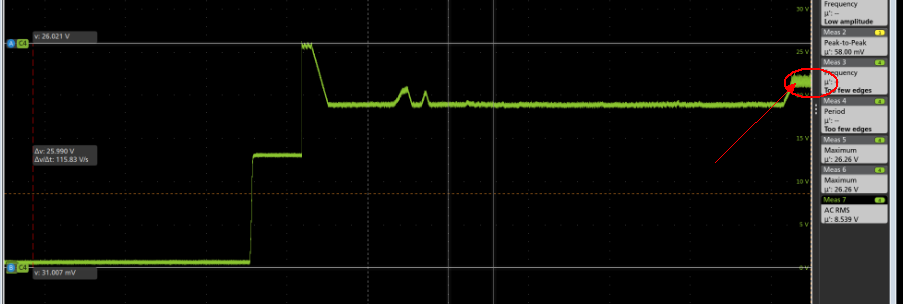 Frequency
µ': --
Low amplitude
Meas 2
Peak-to-Peak
µ': 58.00 mV
Meas 3
Frequency
µ':
Too few edges
Meas 4
Period
µ': --
Too few edges
Meas 5
Maximum
µ': 26.26 V
Meas 6
Maximum
µ': 26.26 V
Meas 7
AC RMS
µ': 8.539 V
30 V
25 V
15 V
10 V
5 V
0 V
A C4
v: 26.021 V
Δv: 25.990 V
Δv/Δt: 115.83 V/s
B C4
v: 31.007 mV